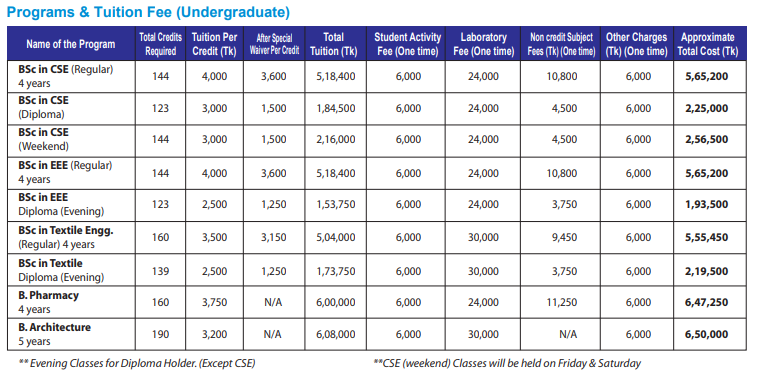 Programs & Tuition Fee (Undergraduate)
Name of the Program | Total Credits Required | Tuition Per Credit (Tk) | After Special Waiver Per Credit | Total Tuition (Tk) | Student Activity Fee (One time) | Laboratory Fee (One time) | Non credit Subject Fees (Tk) (One time) | Other Charges (Tk) (One time) | Approximate Total Cost (Tk)
BSc in CSE (Regular) 4 years | 144 | 4,000 | 3,600 | 5,18,400 | 6,000 | 24,000 | 10,800 | 6,000 | 5,65,200
BSc in CSE (Diploma) | 123 | 3,000 | 1,500 | 1,84,500 | 6,000 | 24,000 | 4,500 | 6,000 | 2,25,000
BSc in CSE (Weekend) | 144 | 3,000 | 1,500 | 2,16,000 | 6,000 | 24,000 | 4,500 | 6,000 | 2,56,500
BSc in EEE (Regular) 4 years | 144 | 4,000 | 3,600 | 5,18,400 | 6,000 | 24,000 | 10,800 | 6,000 | 5,65,200
BSc in EEE Diploma (Evening) | 123 | 2,500 | 1,250 | 1,53,750 | 6,000 | 24,000 | 3,750 | 6,000 | 1,93,500
BSc in Textile Engg. (Regular) 4 years | 160 | 3,500 | 3,150 | 5,04,000 | 6,000 | 30,000 | 9,450 | 6,000 | 5,55,450
BSc in Textile Diploma (Evening) | 139 | 2,500 | 1,250 | 1,73,750 | 6,000 | 30,000 | 3,750 | 6,000 | 2,19,500
B. Pharmacy 4 years | 160 | 3,750 | N/A | 6,00,000 | 6,000 | 24,000 | 11,250 | 6,000 | 6,47,250
B. Architecture 5 years | 190 | 3,200 | N/A | 6,08,000 | 6,000 | 30,000 | N/A | 6,000 | 6,50,000
** Evening Classes for Diploma Holder. (Except CSE) **CSE (weekend) Classes will be held on Friday & Saturday